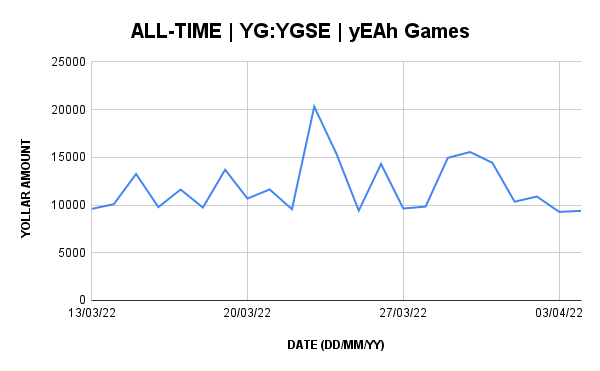 ALL-TIME | YG:YGSE | yEAh Games
25000
20000
15000
10000
5000
0
YOLLAR AMOUNT
13/03/22 20/03/22 27/03/22 03/04/22
DATE (DD/MM/YY)